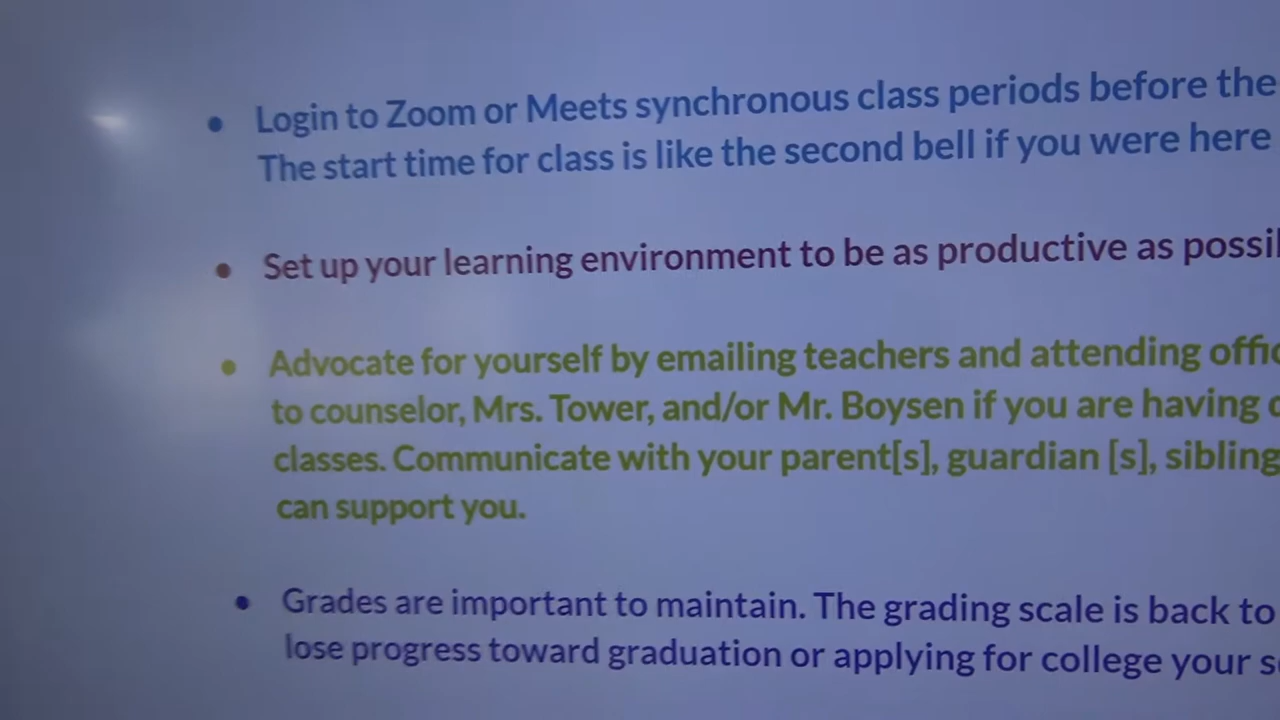 Login to Zoom or Meets synchronous class periods before the
The start time for class is like the second bell if you were here
Set up your learning environment to be as productive as
Advocate for yourself by emailing teachers and attending
to counselor, Mrs. Tower, and/or Mr. Boysen if you are having
classes. Communicate with your parent[s], guardian [s],
can support you.
Grades are important to maintain. The grading scale is back to
lose progress toward graduation or applying for college your